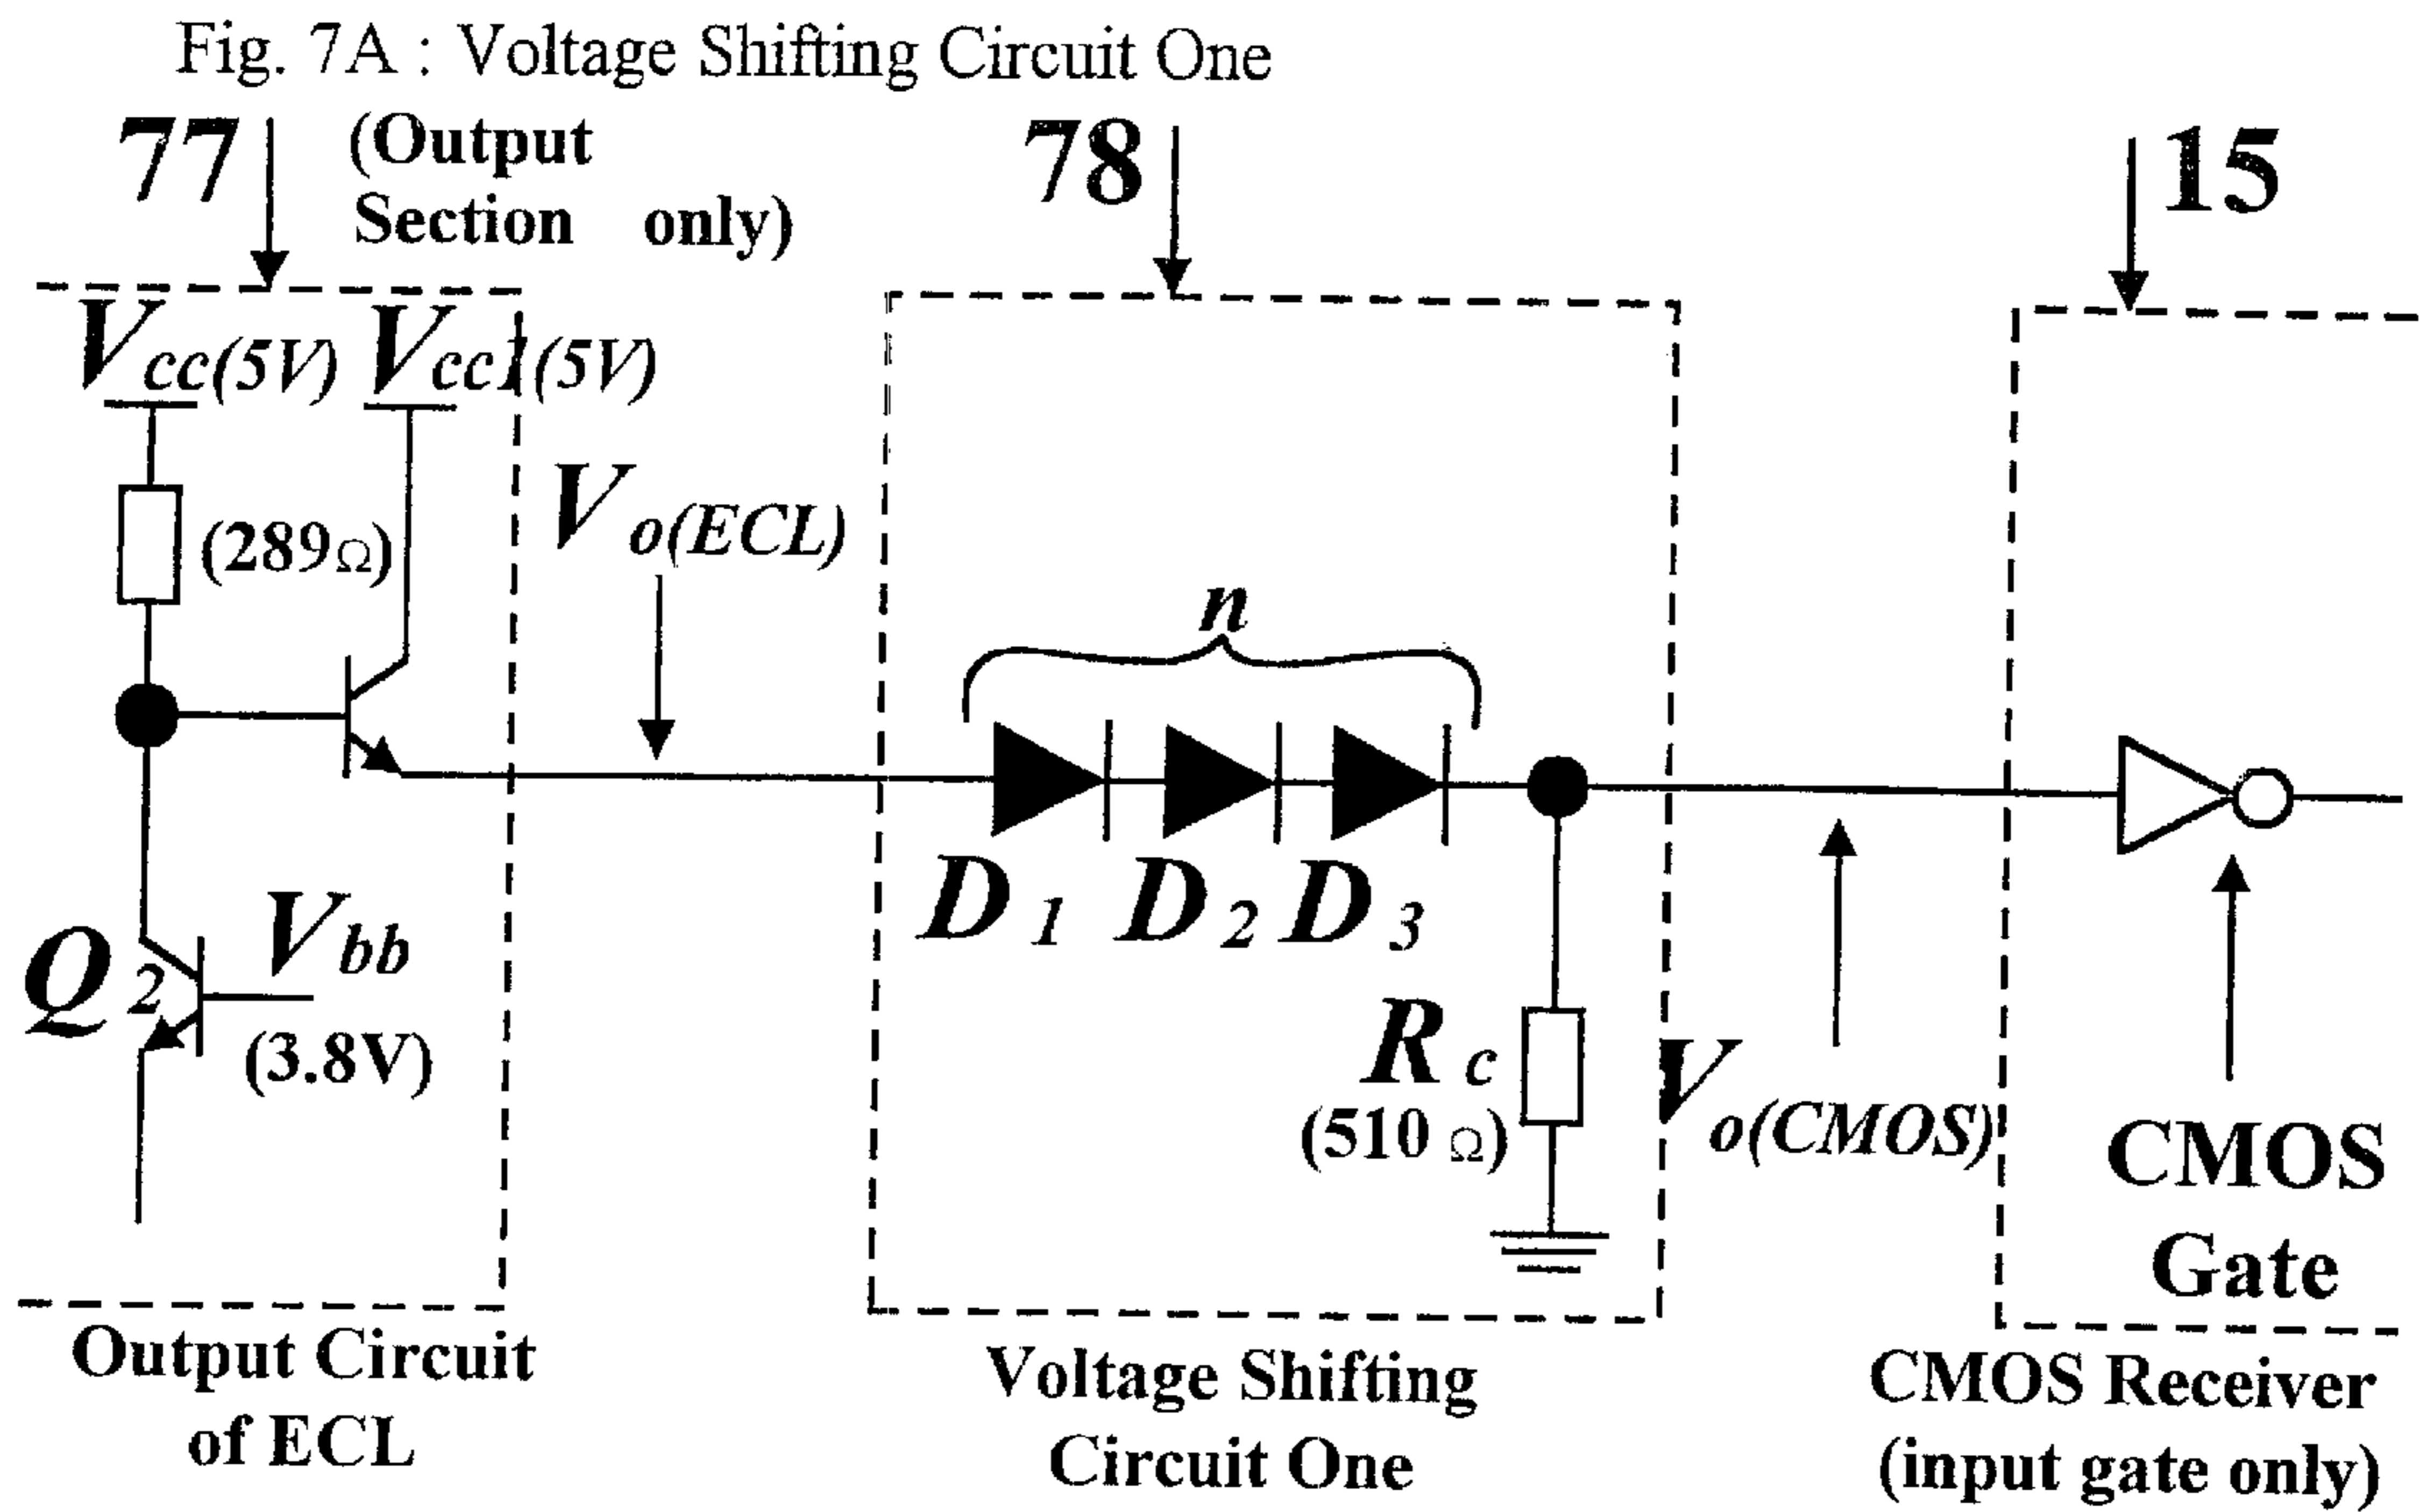 Fig. 7A : Voltage Shifting Circuit One
77
(Output
Section only)
78
15
Vcc(5V)
Vcc1(5V)
(289Ω)
Vo(ECL)
n
D1
D2
D3
Q2
Vbb
(3.8V)
Rc
(510 Ω)
Vo(CMOS)
CMOS
Gate
Output Circuit
of ECL
Voltage Shifting
Circuit One
CMOS Receiver
(input gate only)